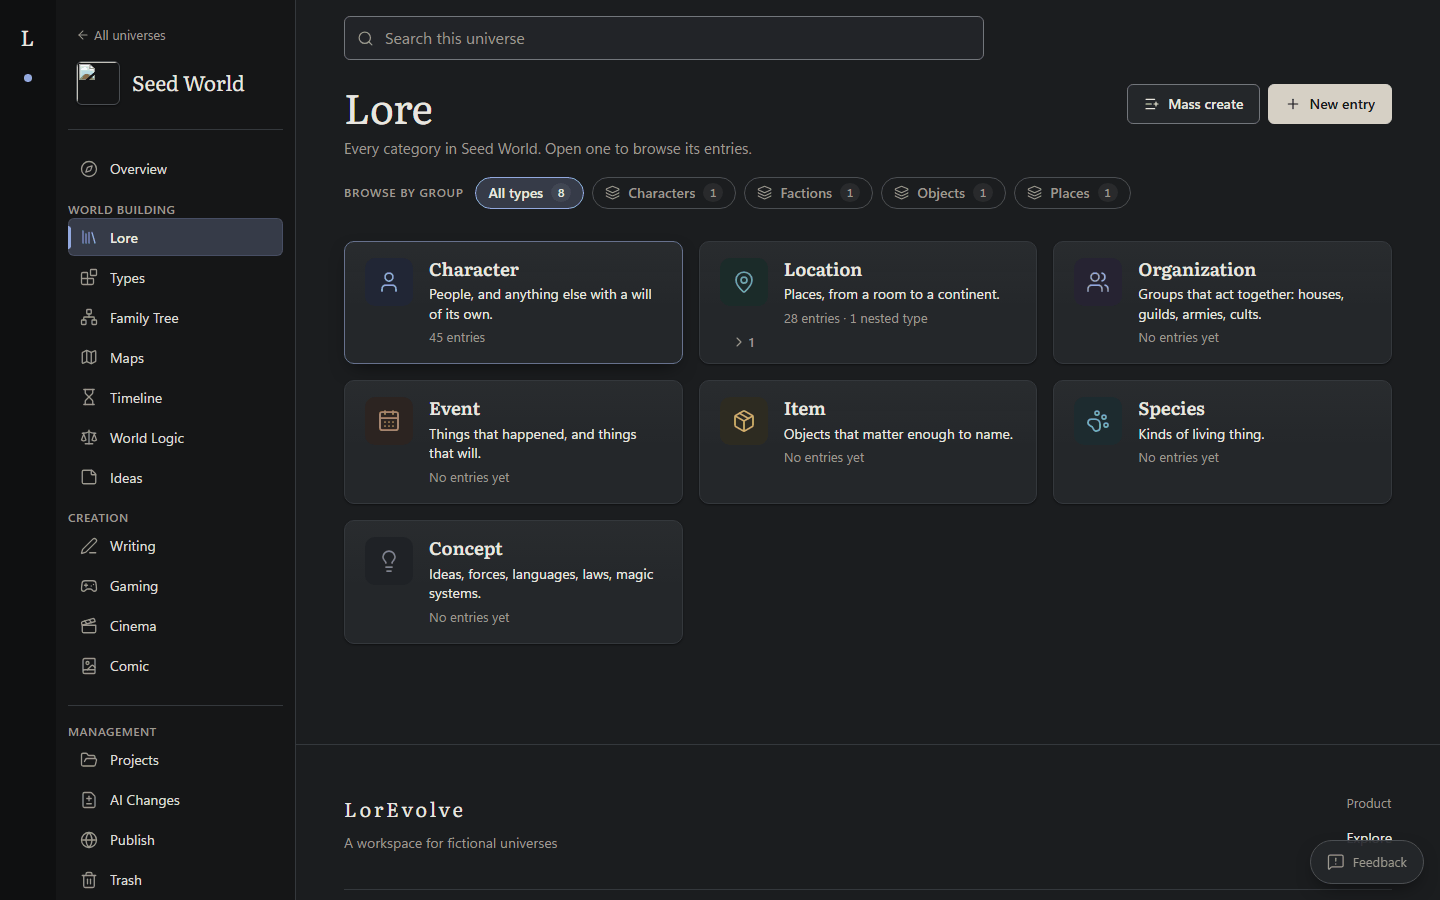 L
All universes
Seed World
Overview
WORLD BUILDING
Lore
Types
Family Tree
Maps
Timeline
World Logic
Ideas
CREATION
Writing
Gaming
Cinema
Comic
MANAGEMENT
Projects
AI Changes
Publish
Trash
Search this universe
Lore
Mass create
New entry
Every category in Seed World. Open one to browse its entries.
BROWSE BY GROUP
All types 8
Characters 1
Factions 1
Objects 1
Places 1
Character
People, and anything else with a will
of its own.
45 entries
Location
Places, from a room to a continent.
28 entries · 1 nested type
1
Organization
Groups that act together: houses,
guilds, armies, cults.
No entries yet
Event
Things that happened, and things
that will.
No entries yet
Item
Objects that matter enough to name.
No entries yet
Species
Kinds of living thing.
No entries yet
Concept
Ideas, forces, languages, laws, magic
systems.
No entries yet
LorEvolve
A workspace for fictional universes
Product
Explore
Feedback